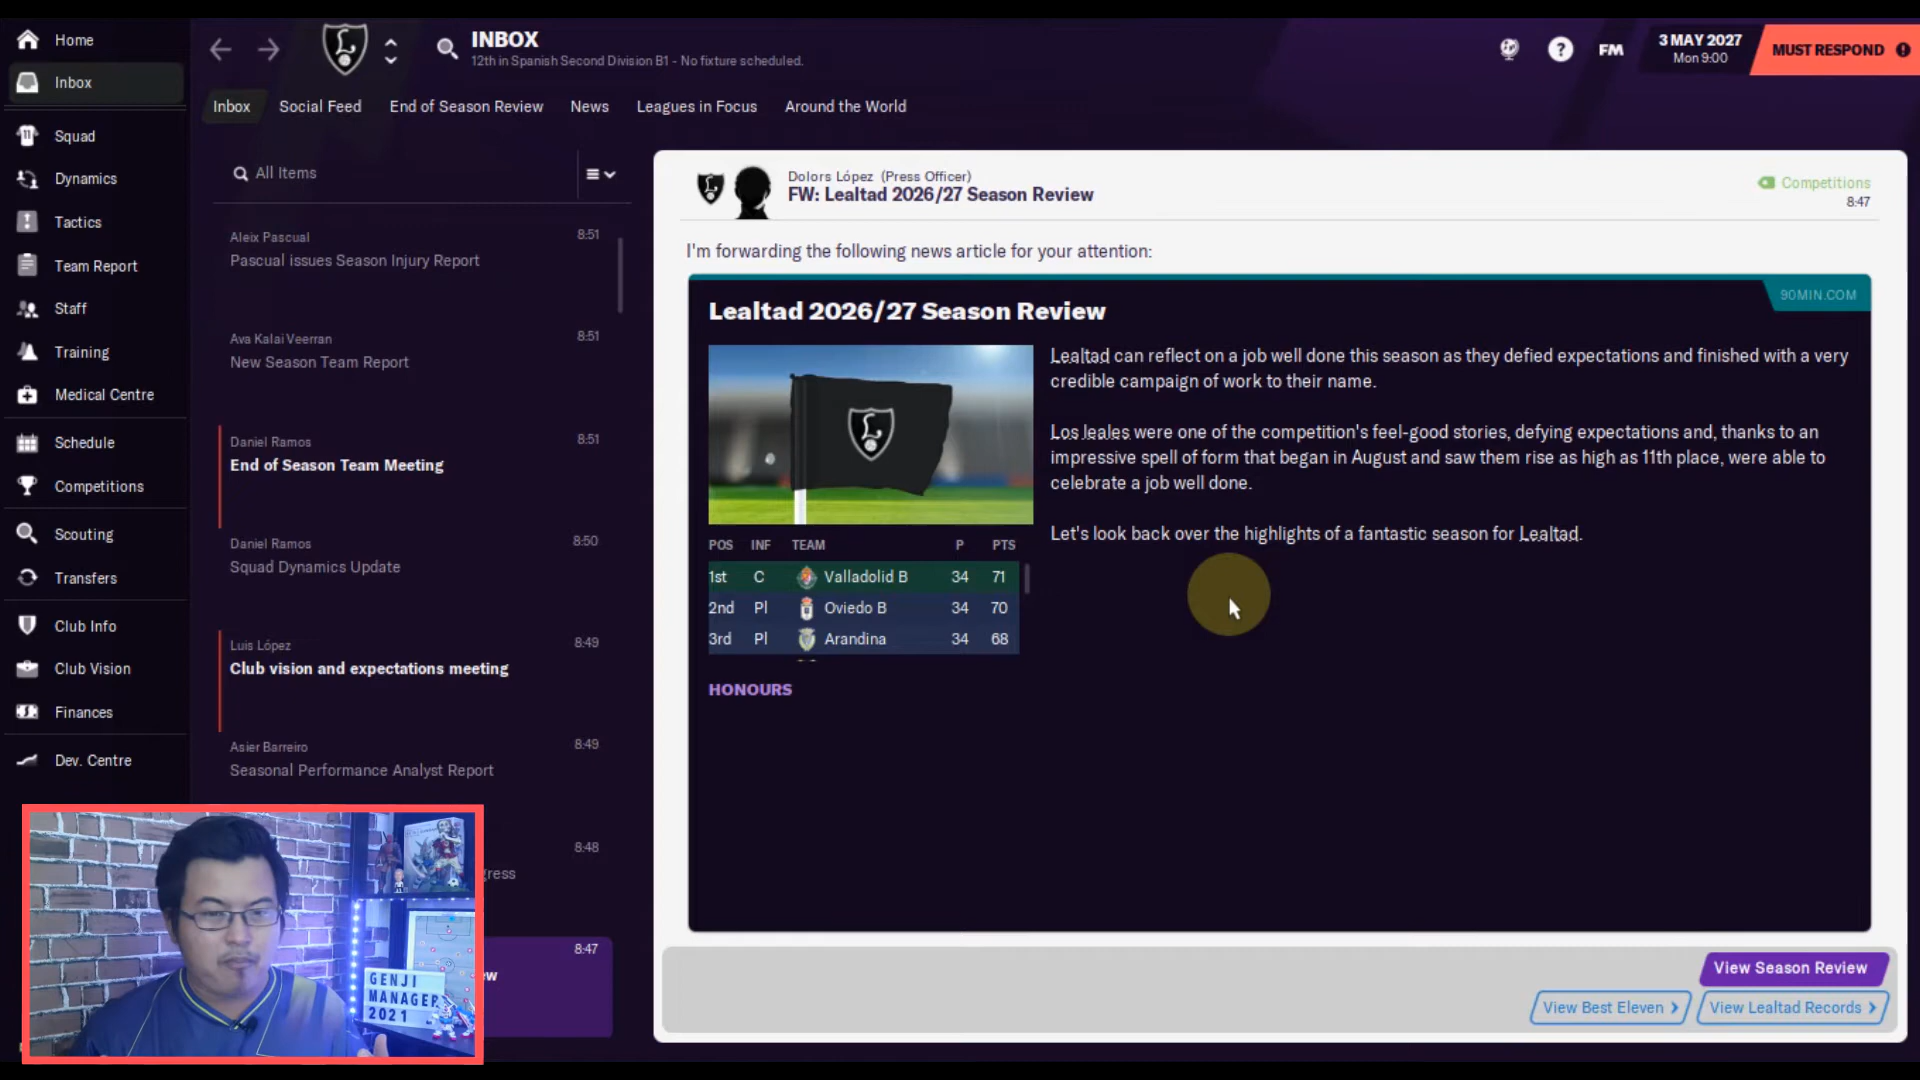 Home
Inbox
Squad
Dynamics
Tactics
Team Report
Staff
Training
Medical Centre
Schedule
Competitions
Scouting
Transfers
Club Info
Club Vision
Finances
Dev. Centre
INBOX
12th in Spanish Second Division B1 - No fixture scheduled.
FM
3 MAY 2027
Mon 9:00
MUST RESPOND
Inbox
Social Feed
End of Season Review
News
Leagues in Focus
Around the World
All Items
Aleix Pascual 8:51
Pascual issues Season Injury Report
Ava Kalai Veerran 8:51
New Season Team Report
Daniel Ramos 8:51
End of Season Team Meeting
Daniel Ramos 8:50
Squad Dynamics Update
Luis López 8:49
Club vision and expectations meeting
Asier Barreiro 8:49
Seasonal Performance Analyst Report
8:48
gress
8:47
ew
GENJI
MANAGER
2021
Dolors López (Press Officer)
FW: Lealtad 2026/27 Season Review
Competitions
8:47
I'm forwarding the following news article for your attention:
90MIN.COM
Lealtad 2026/27 Season Review
Lealtad can reflect on a job well done this season as they defied expectations and finished with a very
credible campaign of work to their name.
Los leales were one of the competition's feel-good stories, defying expectations and, thanks to an
impressive spell of form that began in August and saw them rise as high as 11th place, were able to
celebrate a job well done.
Let's look back over the highlights of a fantastic season for Lealtad.
POS INF TEAM P PTS
1st C Valladolid B 34 71
2nd Pl Oviedo B 34 70
3rd Pl Arandina 34 68
HONOURS
View Season Review
View Best Eleven >
View Lealtad Records >